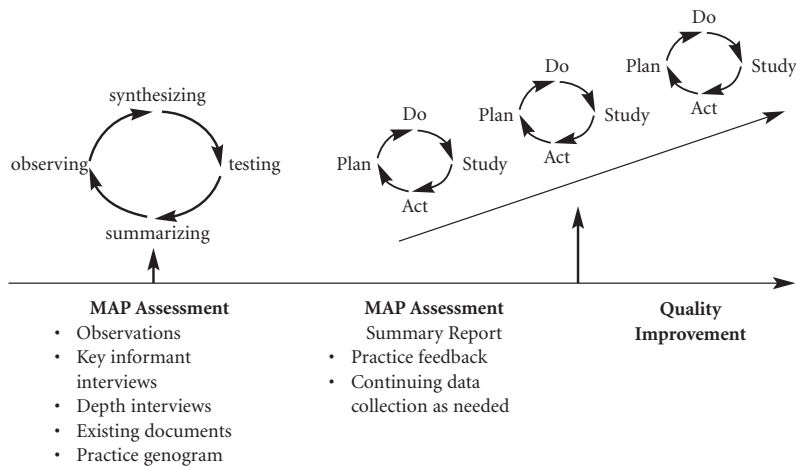 Do
Plan
Study
Act
Do
Plan
Study
Act
Do
Plan
Study
Act
synthesizing
observing
testing
summarizing
MAP Assessment
• Observations
• Key informant
interviews
• Depth interviews
• Existing documents
• Practice genogram
MAP Assessment
Summary Report
• Practice feedback
• Continuing data
collection as needed
Quality
Improvement